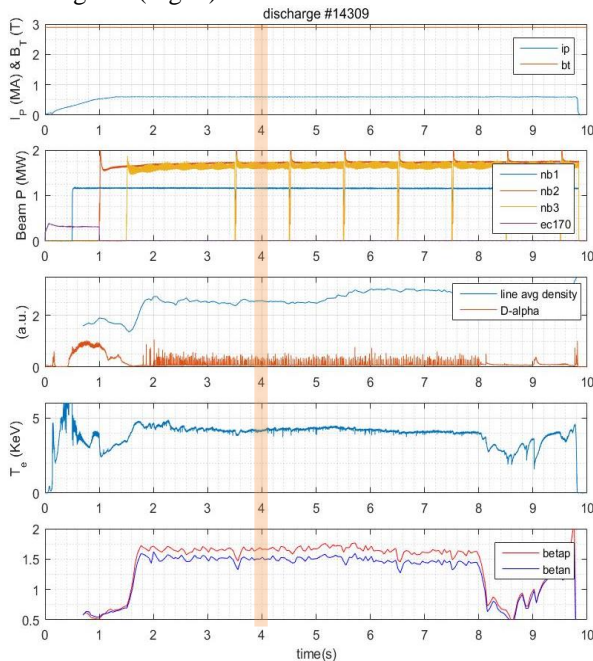 discharge #14309
I_P (MA) & B_T (T)
3
2
1
0
ip
bt
0 1 2 3 4 5 6 7 8 9 10
Beam P (MW)
2
1
0
nb1
nb2
nb3
ec170
0 1 2 3 4 5 6 7 8 9 10
(a.u.)
2
0
line avg density
D-alpha
0 1 2 3 4 5 6 7 8 9 10
T_e (KeV)
5
0
0 1 2 3 4 5 6 7 8 9 10
2
1.5
1
0.5
betap
betan
0 1 2 3 4 5 6 7 8 9 10
time(s)